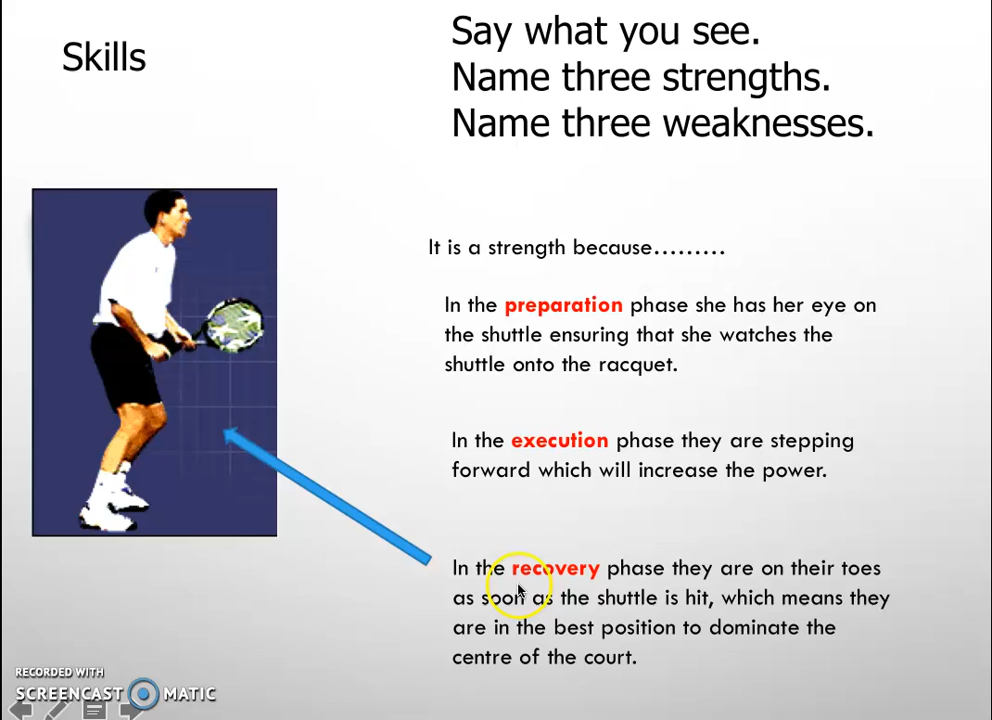 Skills
Say what you see.
Name three strengths.
Name three weaknesses.
It is a strength because.........
In the preparation phase she has her eye on
the shuttle ensuring that she watches the
shuttle onto the racquet.
In the execution phase they are stepping
forward which will increase the power.
In the recovery phase they are on their toes
as soon as the shuttle is hit, which means they
are in the best position to dominate the
centre of the court.
RECORDED WITH
SCREENCAST MATIC